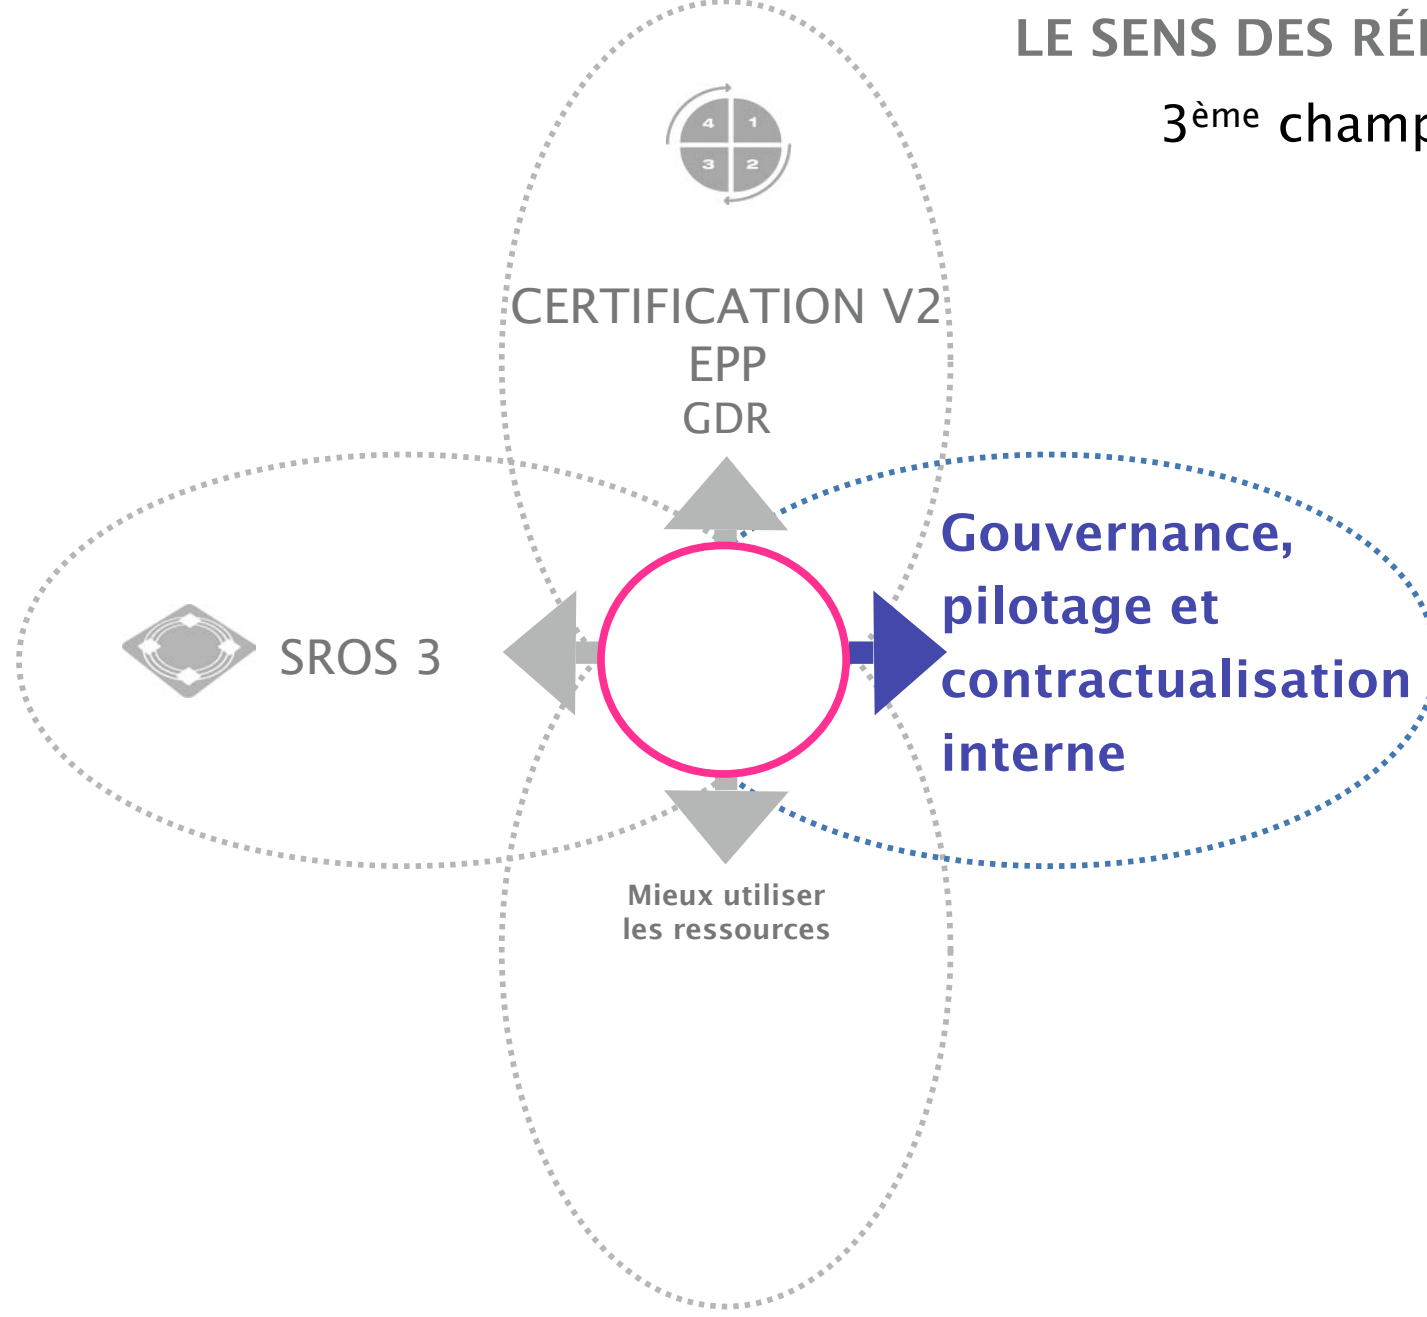 LE SENS DES
3ème champ
4 1
3 2
CERTIFICATION V2
EPP
GDR
Gouvernance,
pilotage et
SROS 3
contractualisation
interne
Mieux utiliser
les ressources